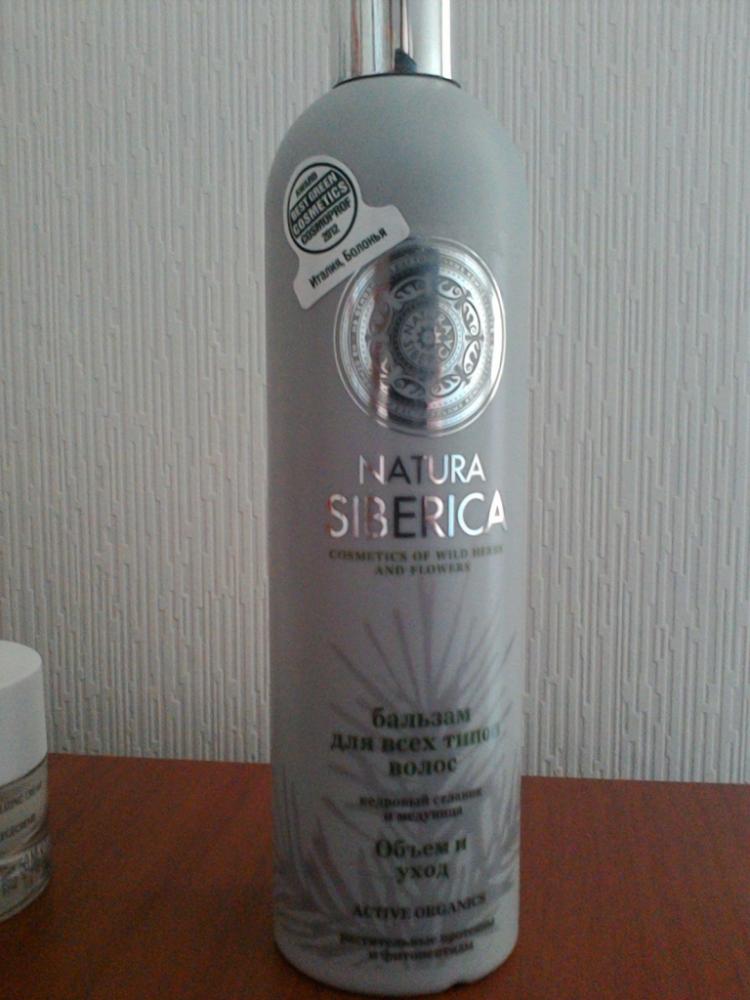 AWARD
BEST GREEN
COSMETICS
COSMOPROF
2012
Италия, Болонья
NATURA
SIBERICA
COSMETICS OF WILD HERBS
AND FLOWERS
бальзам
для всех типов
волос
кедровый стланик
и медуница
Объем и
уход
ACTIVE ORGANICS
растительные протеины
и фитопептиды